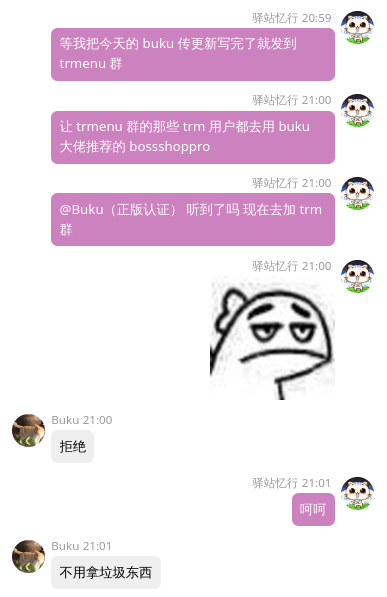 驿站忆行 20:59
等我把今天的 buku 传更新写完了就发到
trmenu 群
驿站忆行 21:00
让 trmenu 群的那些 trm 用户都去用 buku
大佬推荐的 bossshoppro
驿站忆行 21:00
@Buku（正版认证） 听到了吗 现在去加 trm
群
驿站忆行 21:00
Buku 21:00
拒绝
驿站忆行 21:01
呵呵
Buku 21:01
不用拿垃圾东西